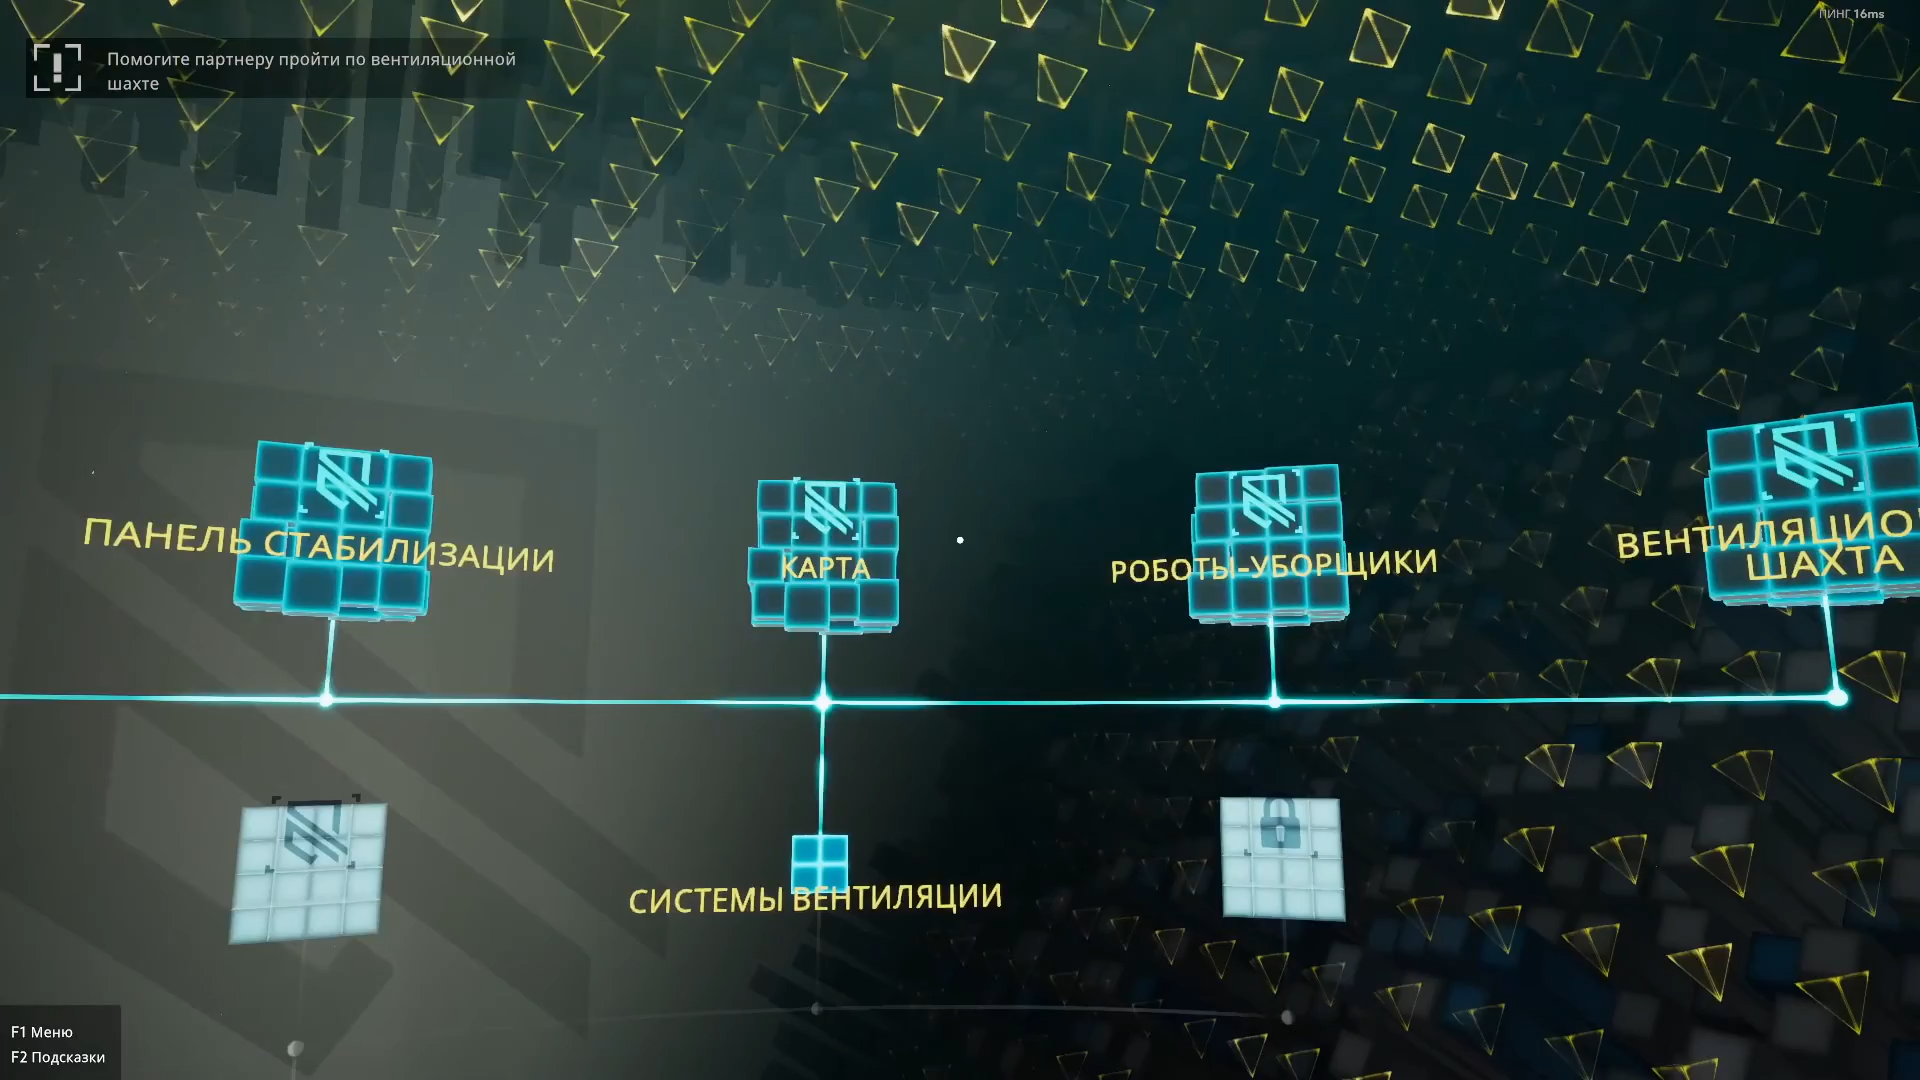 ПИНГ 16ms
Помогите партнеру пройти по вентиляционной
шахте
ПАНЕЛЬ СТАБИЛИЗАЦИИ
КАРТА
РОБОТЫ-УБОРЩИКИ
ВЕНТИЛЯЦИО
ШАХТА
СИСТЕМЫ ВЕНТИЛЯЦИИ
F1 Меню
F2 Подсказки